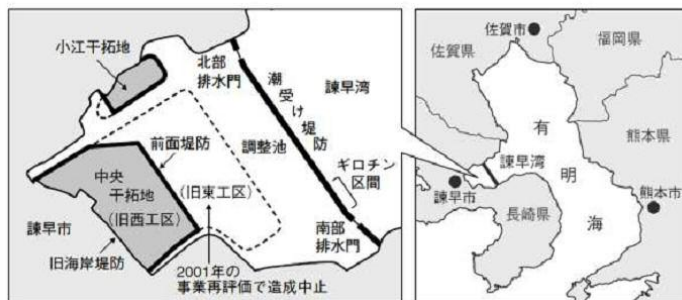 小江干拓地
北部
排水門
潮受け堤防
諫早湾
前面堤防
調整池
ギロチン
区間
中央
干拓地
(旧西工区)
(旧東工区)
諫早市
旧海岸堤防
南部
排水門
2001年の
事業再評価で造成中止
佐賀市
佐賀県
福岡県
有明海
諫早湾
熊本県
諫早市
長崎県
熊本市